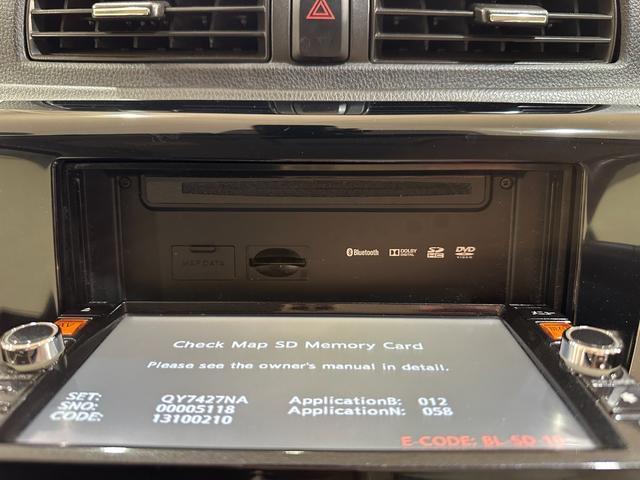 MAP DATA
Bluetooth
DOLBY DIGITAL
SD HC
DVD VIDEO
Check Map SD Memory Card
Please see the owner's manual in detail.
SET: QY7427NA ApplicationB: 012
SNO: 00005118 ApplicationN: 058
CODE: 13100210
E-CODE: BL-SD-10